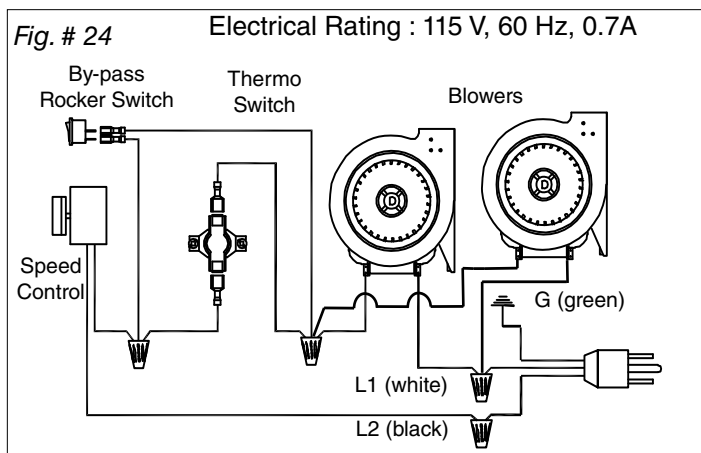 Fig. # 24
Electrical Rating : 115 V, 60 Hz, 0.7A
By-pass
Rocker Switch
Thermo
Switch
Blowers
D
D
Speed
Control
G (green)
L1 (white)
L2 (black)